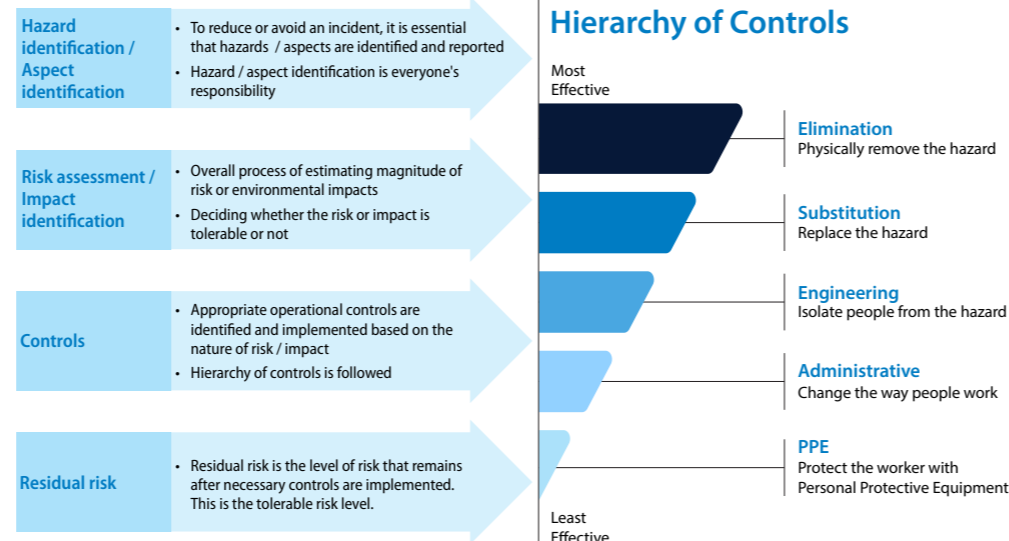 Hazard
identification /
Aspect
identification
• To reduce or avoid an incident, it is essential
that hazards / aspects are identified and reported
• Hazard / aspect identification is everyone's
responsibility
Risk assessment /
Impact
identification
• Overall process of estimating magnitude of
risk or environmental impacts
• Deciding whether the risk or impact is
tolerable or not
Controls
• Appropriate operational controls are
identified and implemented based on the
nature of risk / impact
• Hierarchy of controls is followed
Residual risk
• Residual risk is the level of risk that remains
after necessary controls are implemented.
This is the tolerable risk level.
Hierarchy of Controls
Most
Effective
Elimination
Physically remove the hazard
Substitution
Replace the hazard
Engineering
Isolate people from the hazard
Administrative
Change the way people work
PPE
Protect the worker with
Personal Protective Equipment
Least
Effective